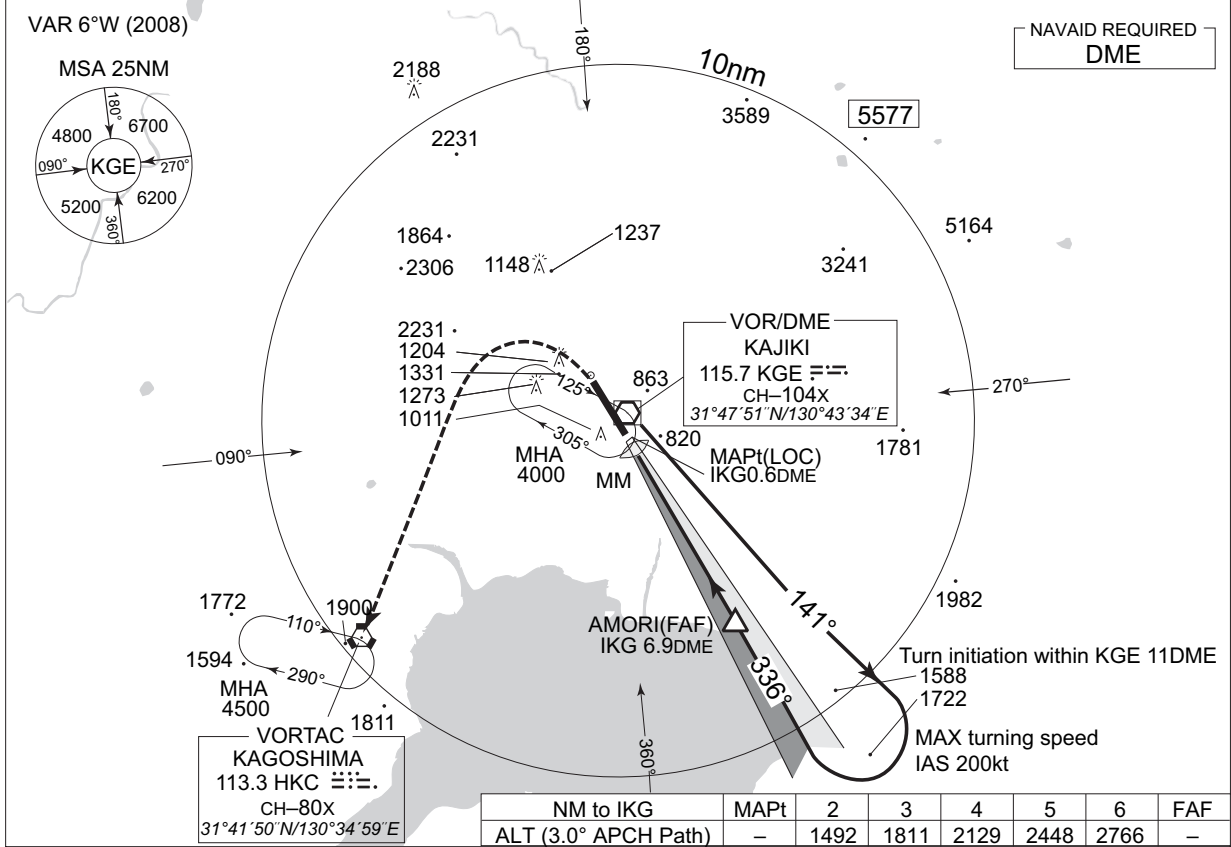 VAR 6°W (2008)
MSA 25NM
180°
4800
6700
090°
KGE
270°
5200
6200
360°
NAVAID REQUIRED
DME
180°
10nm
2188
3589
5577
2231
5164
1864
1237
2306
1148
3241
2231
1204
1331
1273
1011
125°
305°
863
VOR/DME
KAJIKI
115.7 KGE
CH–104X
31°47´51˝N/130°43´34˝E
270°
820
1781
MAPt(LOC)
IKG0.6DME
MHA
4000
MM
090°
1772
110°
1900
1594
290°
MHA
4500
1811
VORTAC
KAGOSHIMA
113.3 HKC
CH–80X
31°41´50˝N/130°34´59˝E
AMORI(FAF)
IKG 6.9DME
141°
336°
1982
Turn initiation within KGE 11DME
1588
1722
MAX turning speed
IAS 200kt
360°
NM to IKG MAPt 2 3 4 5 6 FAF
ALT (3.0° APCH Path) – 1492 1811 2129 2448 2766 –